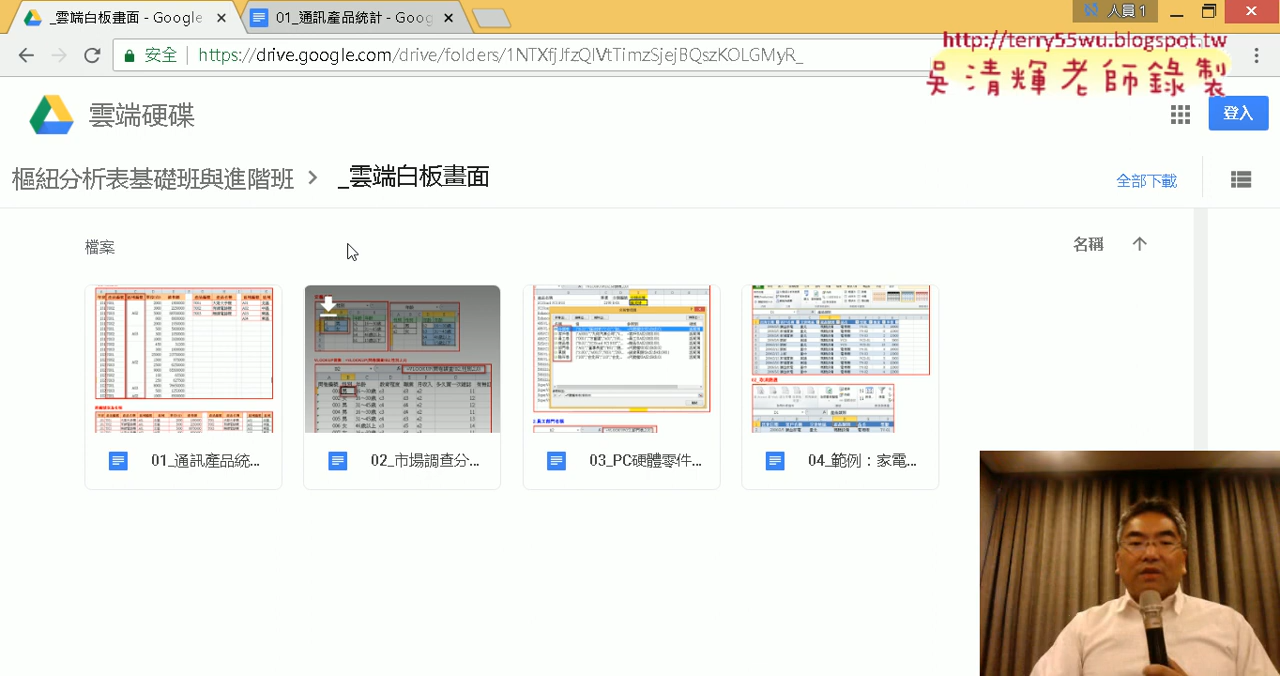 _雲端白板畫面 - Google
01_通訊產品統計 - Goog
人員 1
安全
https://drive.google.com/drive/folders/1NTXfjJfzQlVtTimzSjejBQszKOLGMyR_
http://terry55wu.blogspot.tw
吳清輝老師錄製
雲端硬碟
登入
樞紐分析表基礎班與進階班
_雲端白板畫面
全部下載
檔案
名稱
01_通訊產品統...
02_市場調查分...
03_PC硬體零件...
04_範例：家電...